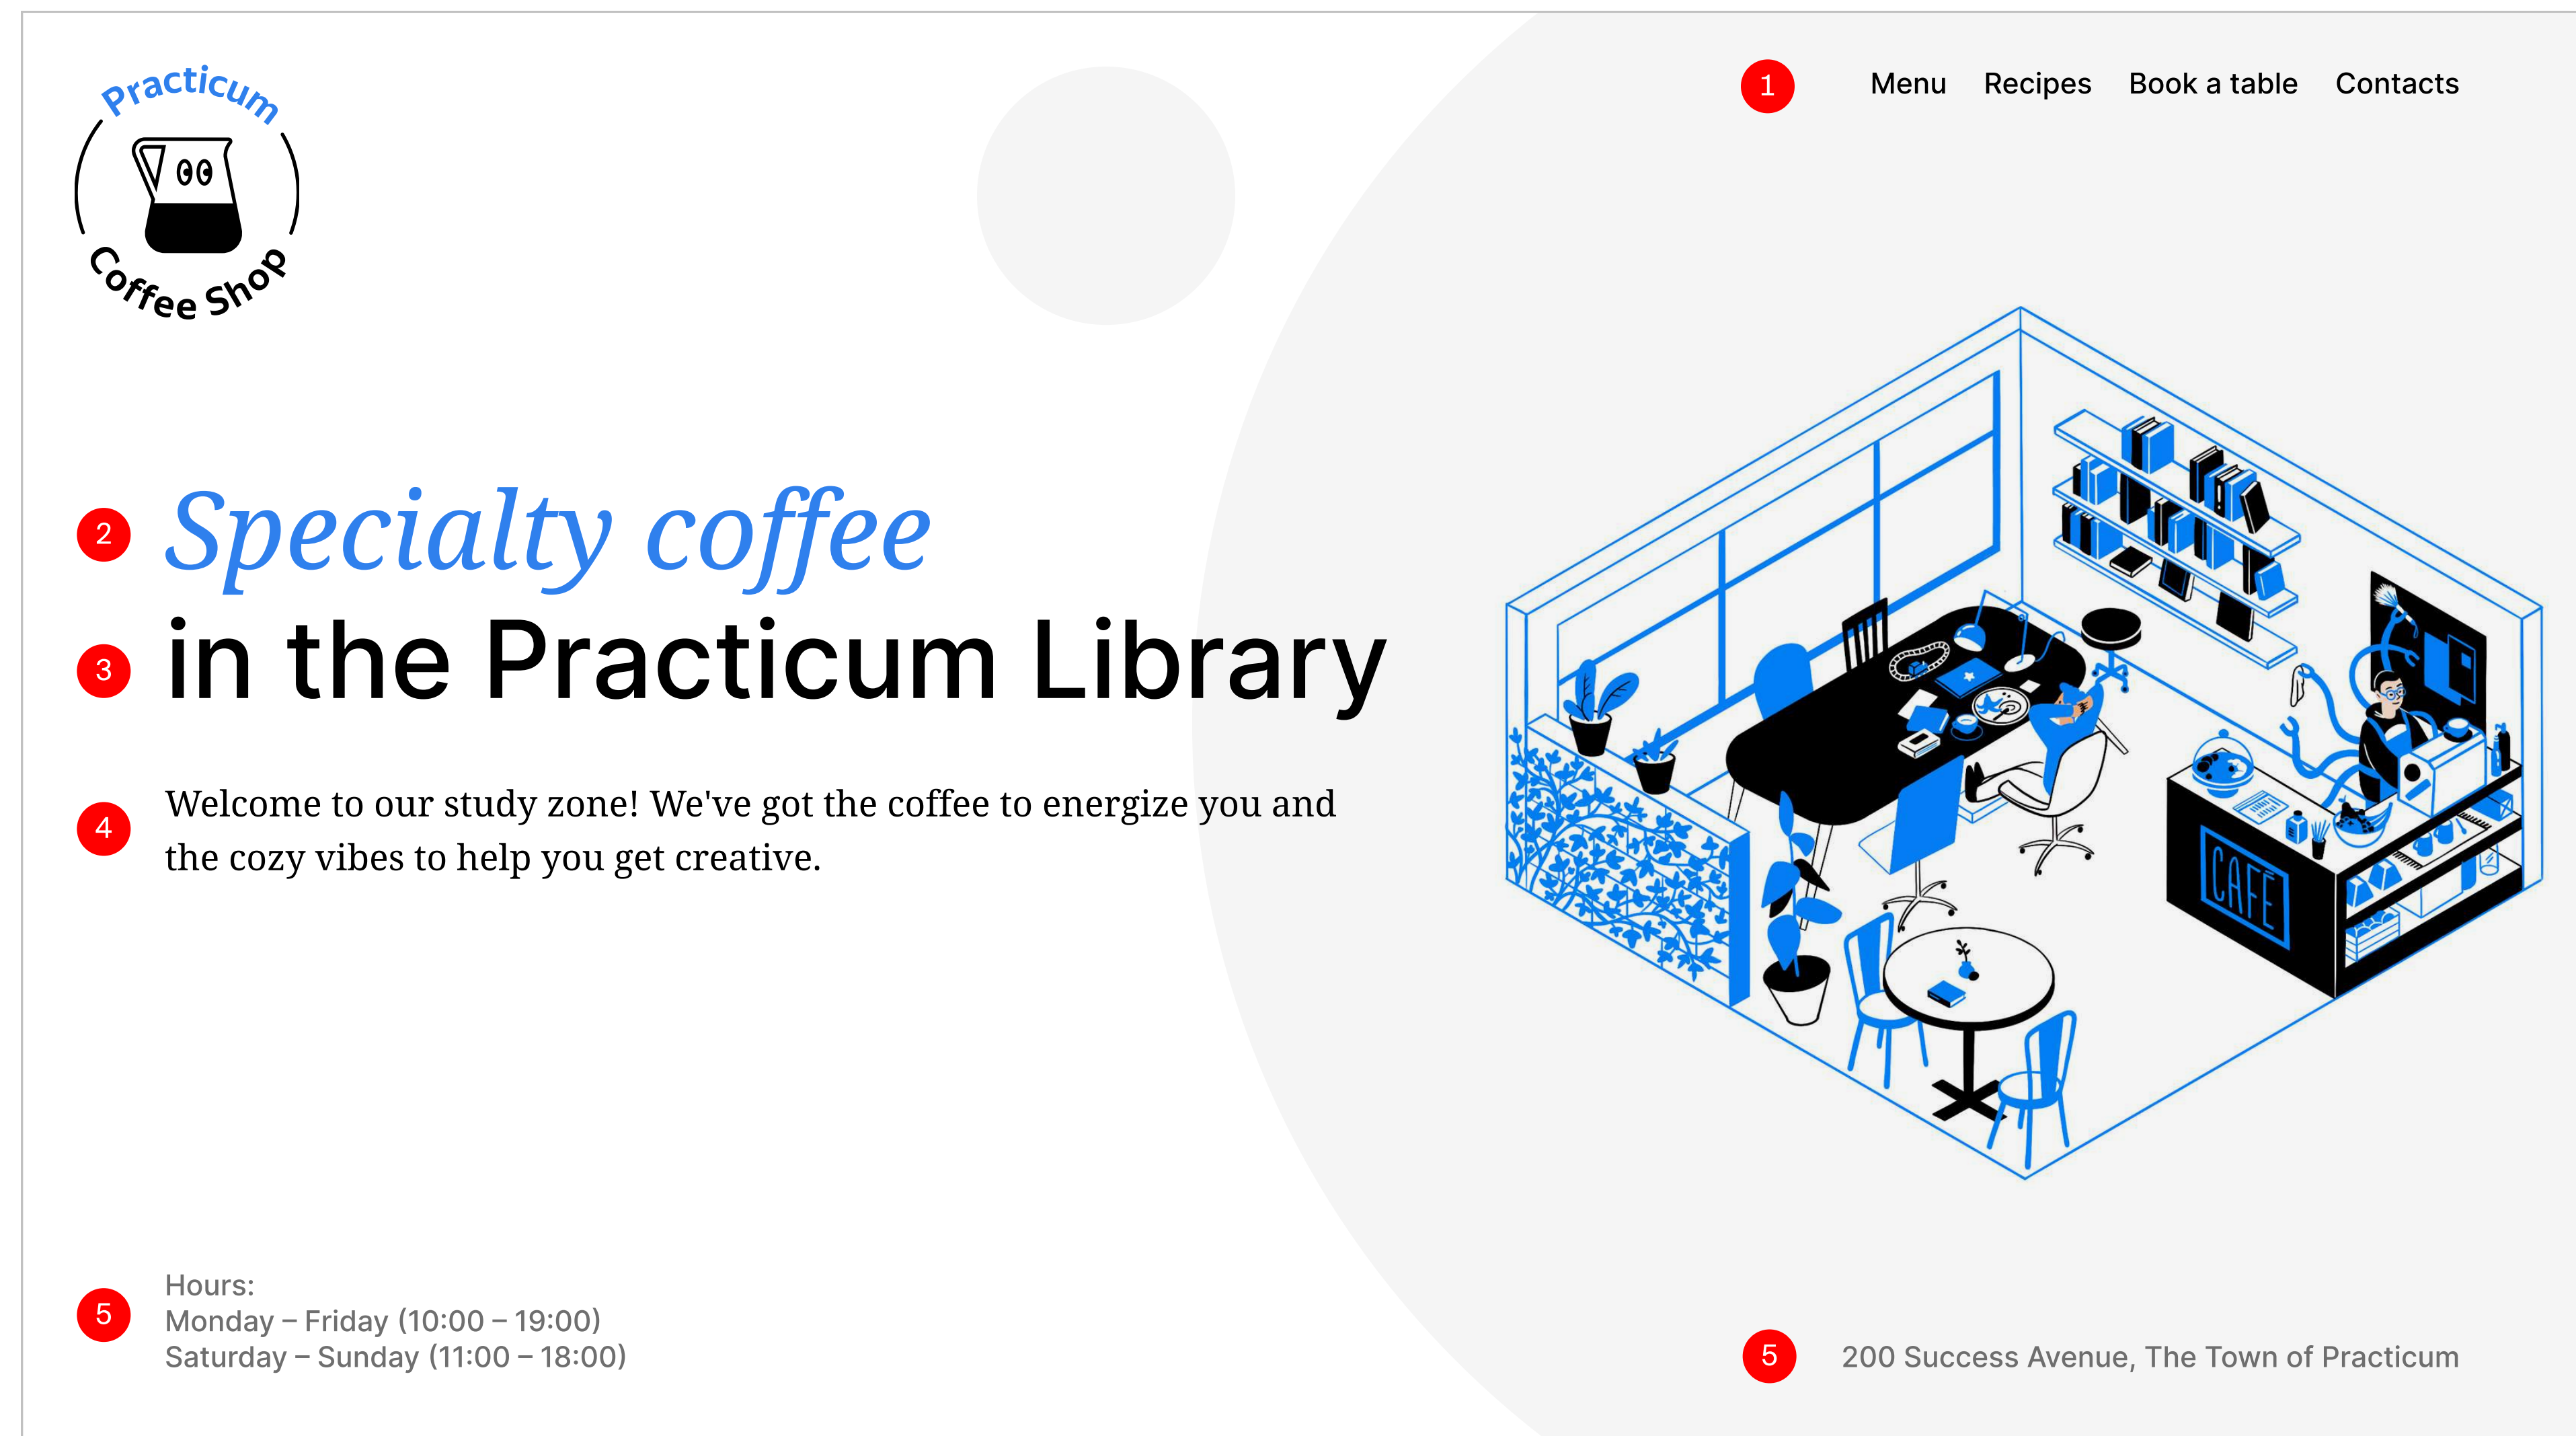 Practicum
Coffee Shop
1 Menu Recipes Book a table Contacts
2 Specialty coffee
3 in the Practicum Library
4 Welcome to our study zone! We've got the coffee to energize you and
the cozy vibes to help you get creative.
CAFÉ
5 Hours:
Monday – Friday (10:00 – 19:00)
Saturday – Sunday (11:00 – 18:00)
5 200 Success Avenue, The Town of Practicum